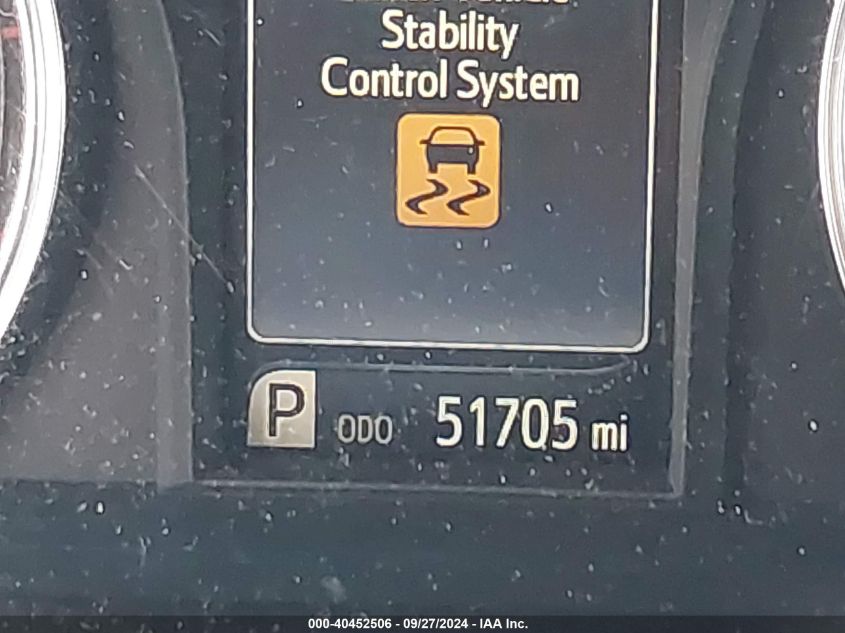 Stability
Control System
P ODO 51705 mi
000-40452506 - 09/27/2024 - IAA Inc.